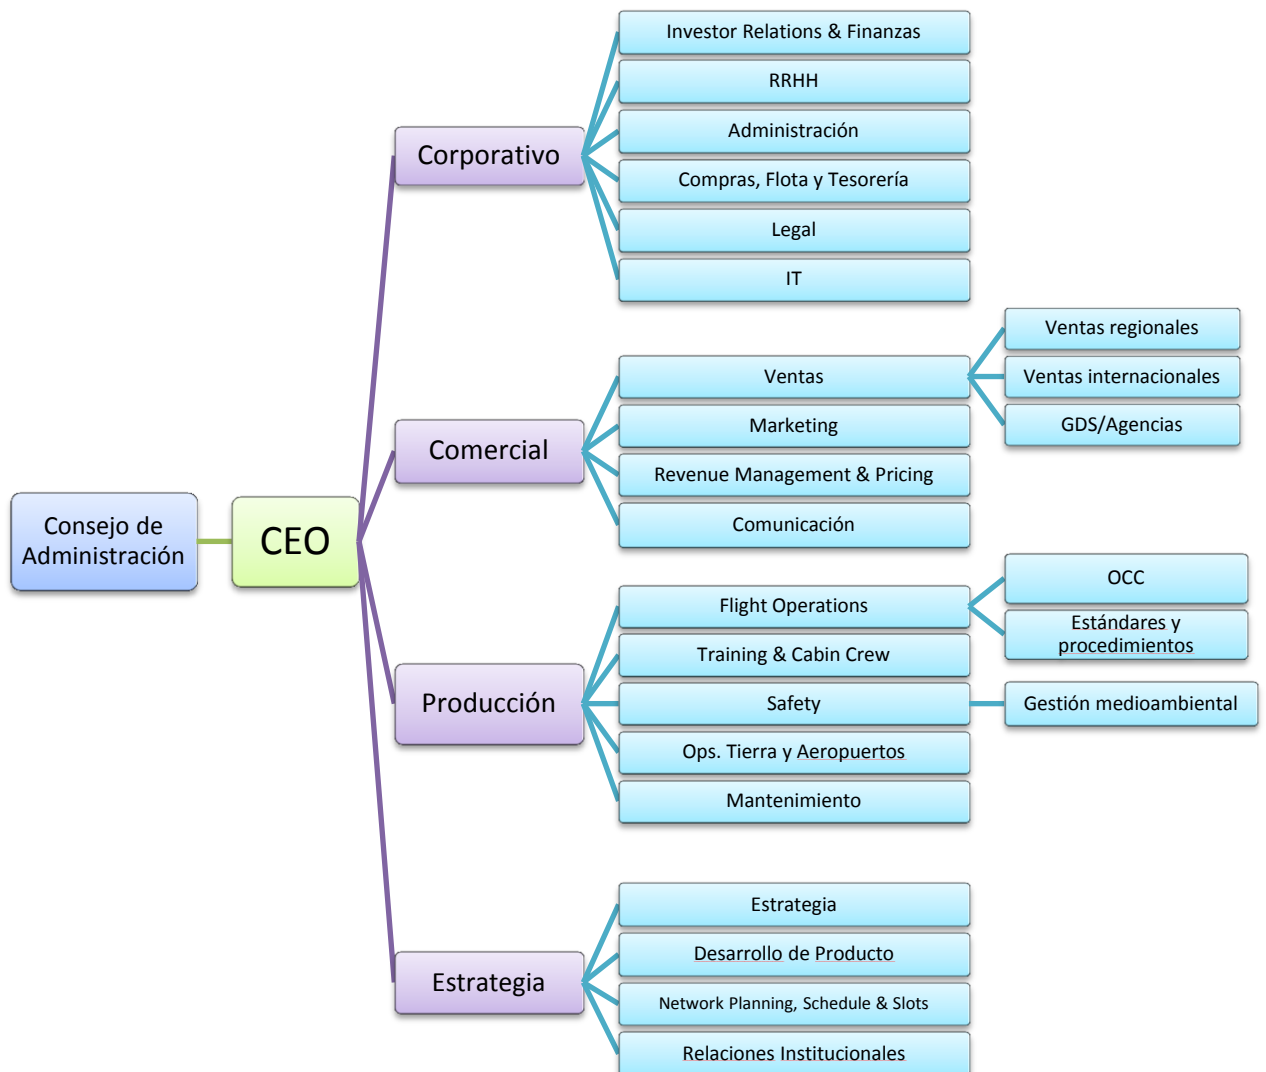 Consejo de
Administración
CEO
Corporativo
Investor Relations & Finanzas
RRHH
Administración
Compras, Flota y Tesorería
Legal
IT
Comercial
Ventas
Ventas regionales
Ventas internacionales
GDS/Agencias
Marketing
Revenue Management & Pricing
Comunicación
Producción
Flight Operations
OCC
Estándares y
procedimientos
Training & Cabin Crew
Safety
Gestión medioambiental
Ops. Tierra y Aeropuertos
Mantenimiento
Estrategia
Estrategia
Desarrollo de Producto
Network Planning, Schedule & Slots
Relaciones Institucionales